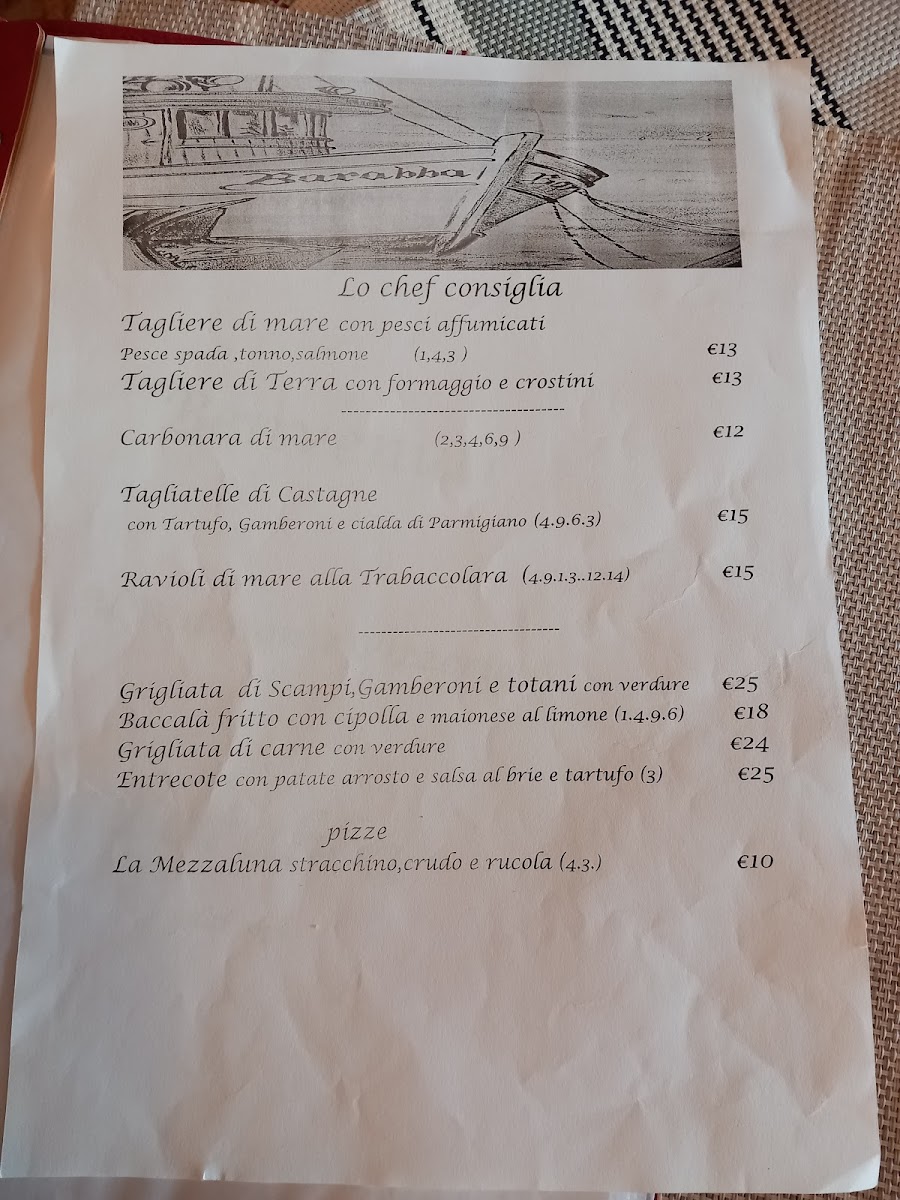 Barabba
Lo chef consiglia
Tagliere di mare con pesci affumicati
Pesce spada ,tonno,salmone (1,4,3 ) €13
Tagliere di Terra con formaggio e crostini €13
-------------------------------------
Carbonara di mare (2,3,4,6,9 ) €12
Tagliatelle di Castagne
con Tartufo, Gamberoni e cialda di Parmigiano (4.9.6.3) €15
Ravioli di mare alla Trabaccolara (4.9.1.3..12.14) €15
---------------------------------
Grigliata di Scampi,Gamberoni e totani con verdure €25
Baccalà fritto con cipolla e maionese al limone (1.4.9.6) €18
Grigliata di carne con verdure €24
Entrecote con patate arrosto e salsa al brie e tartufo (3) €25
pizze
La Mezzaluna stracchino,crudo e rucola (4.3.) €10